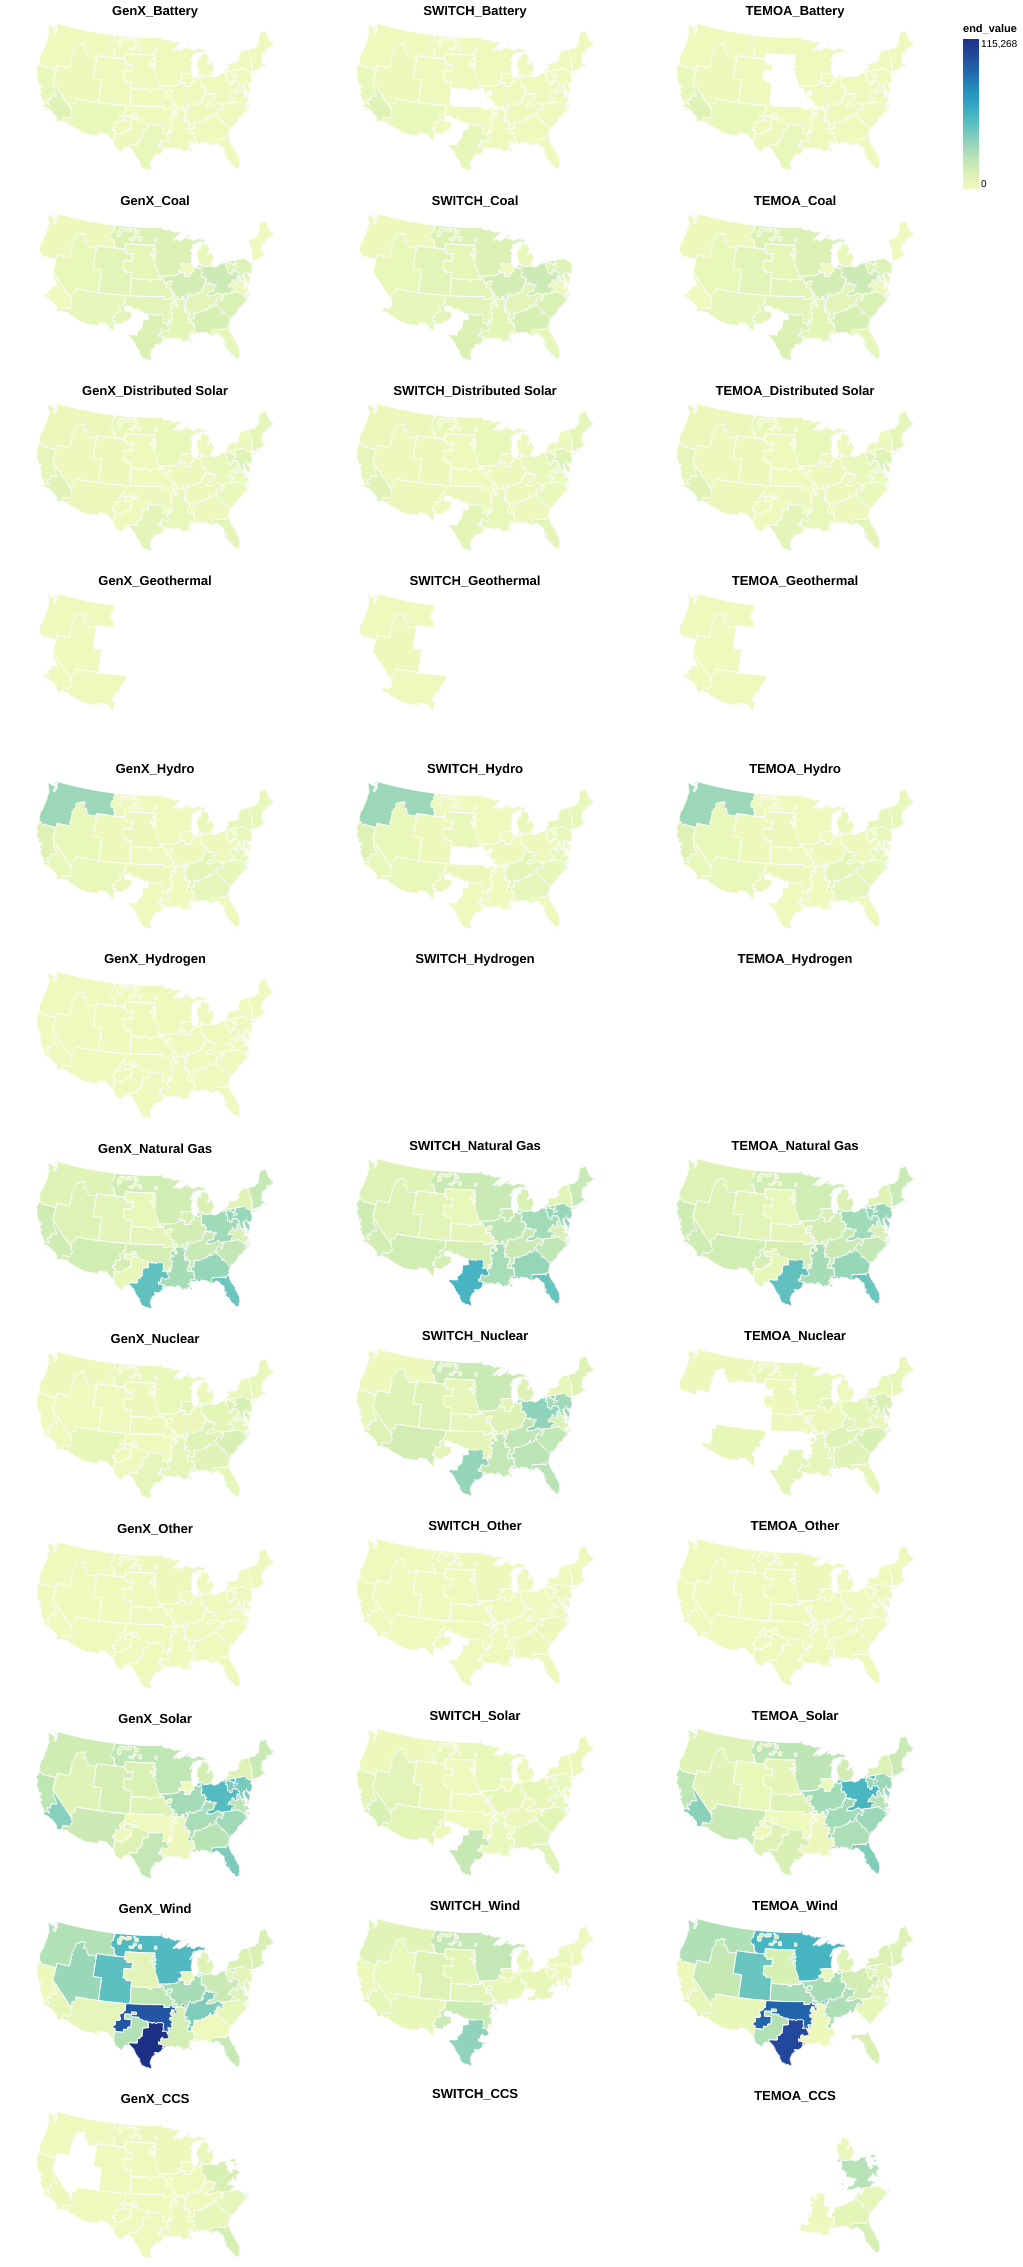 GenX_Battery
SWITCH_Battery
TEMOA_Battery
end_value
115,268
0
GenX_Coal
SWITCH_Coal
TEMOA_Coal
GenX_Distributed Solar
SWITCH_Distributed Solar
TEMOA_Distributed Solar
GenX_Geothermal
SWITCH_Geothermal
TEMOA_Geothermal
GenX_Hydro
SWITCH_Hydro
TEMOA_Hydro
GenX_Hydrogen
SWITCH_Hydrogen
TEMOA_Hydrogen
GenX_Natural Gas
SWITCH_Natural Gas
TEMOA_Natural Gas
GenX_Nuclear
SWITCH_Nuclear
TEMOA_Nuclear
GenX_Other
SWITCH_Other
TEMOA_Other
GenX_Solar
SWITCH_Solar
TEMOA_Solar
GenX_Wind
SWITCH_Wind
TEMOA_Wind
GenX_CCS
SWITCH_CCS
TEMOA_CCS